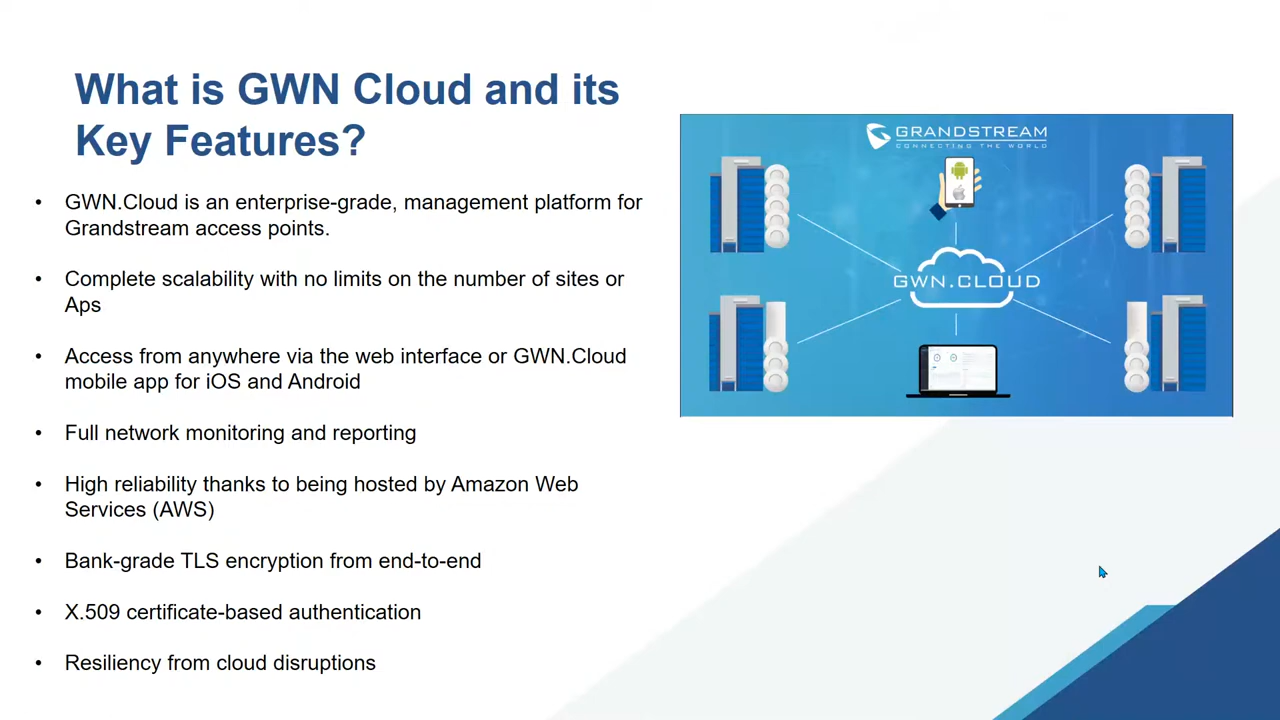 What is GWN Cloud and its
Key Features?
• GWN.Cloud is an enterprise-grade, management platform for
Grandstream access points.
• Complete scalability with no limits on the number of sites or
Aps
• Access from anywhere via the web interface or GWN.Cloud
mobile app for iOS and Android
• Full network monitoring and reporting
• High reliability thanks to being hosted by Amazon Web
Services (AWS)
• Bank-grade TLS encryption from end-to-end
• X.509 certificate-based authentication
• Resiliency from cloud disruptions
GRANDSTREAM
CONNECTING THE WORLD
GWN.CLOUD